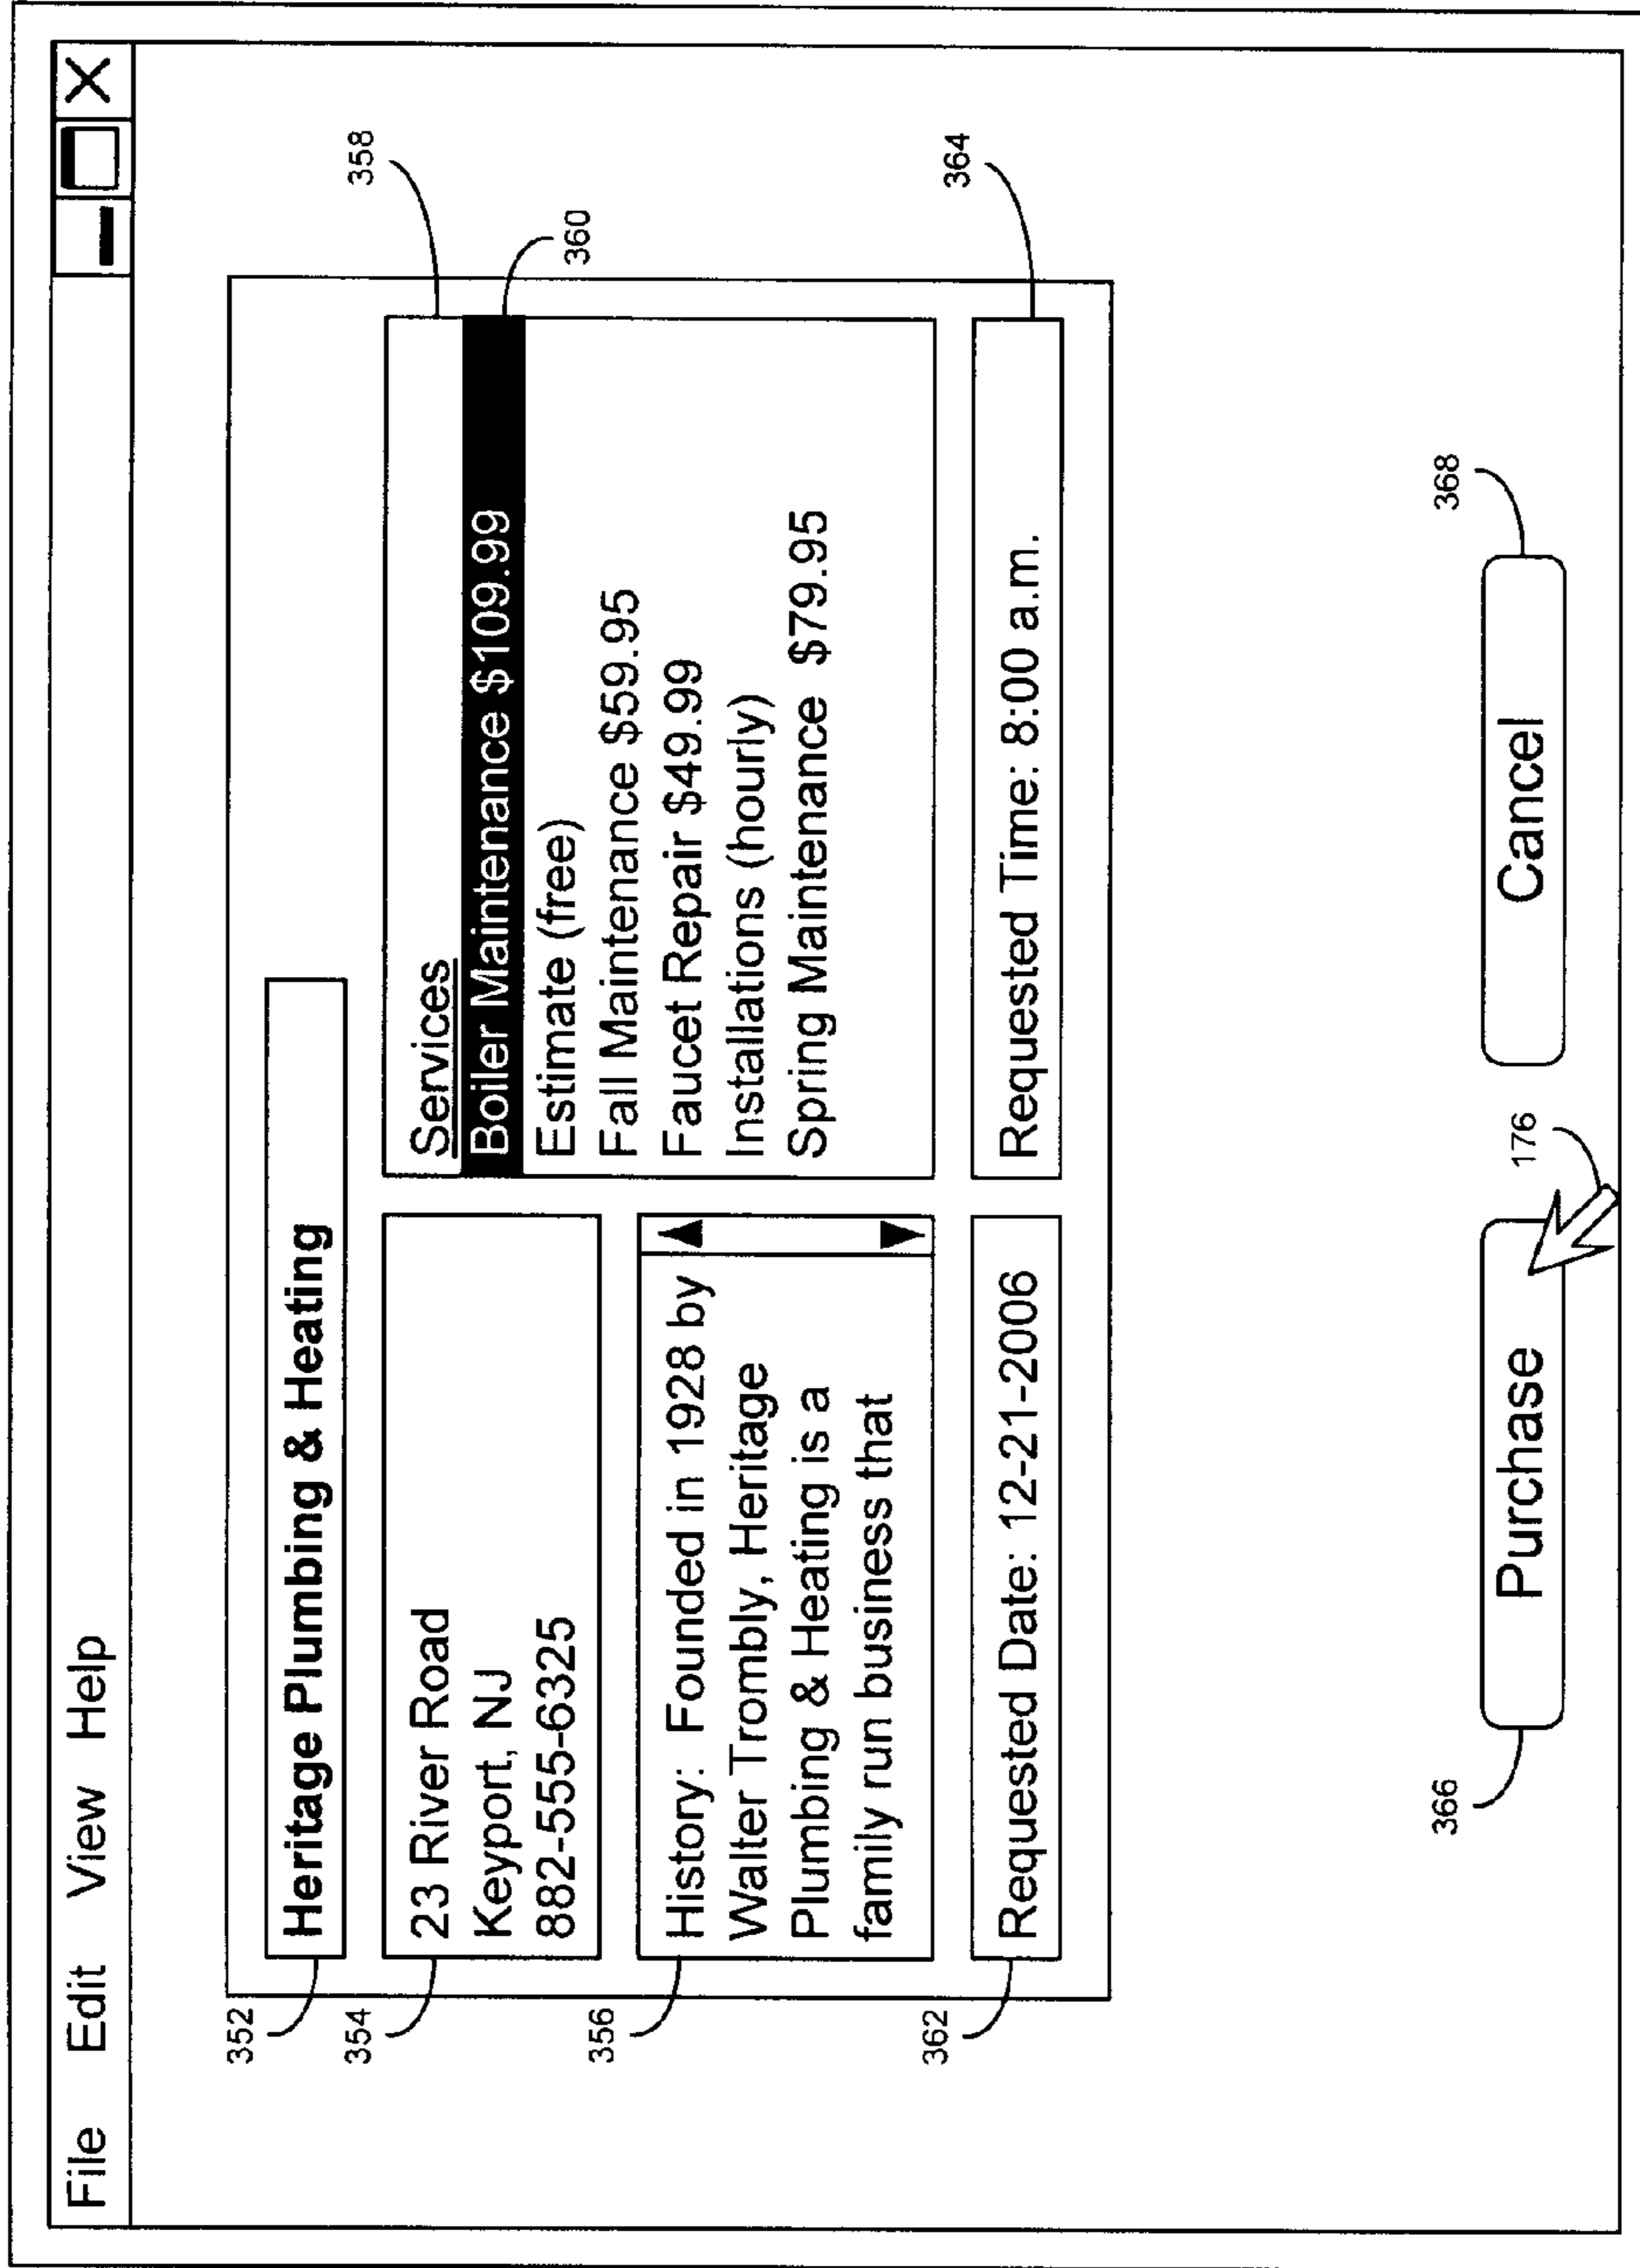 File Edit View Help
352
Heritage Plumbing & Heating
354
23 River Road
Keyport, NJ
882-555-6325
356
History: Founded in 1928 by
Walter Trombly, Heritage
Plumbing & Heating is a
family run business that
362
Requested Date: 12-21-2006
358
Services
360
Boiler Maintenance $109.99
Estimate (free)
Fall Maintenance $59.95
Faucet Repair $49.99
Installations (hourly)
Spring Maintenance $79.95
364
Requested Time: 8:00 a.m.
366
Purchase
176
368
Cancel